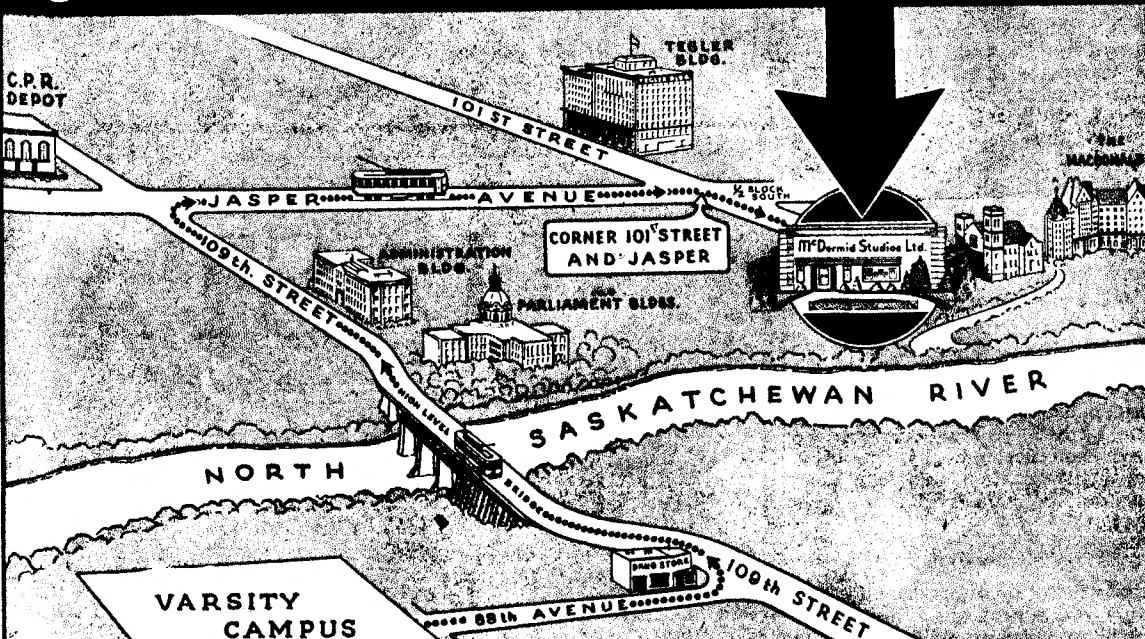 C.P.R.
DEPOT
TEGLER
BLDG.
101 ST STREET
THE
MACDONALD
JASPER AVENUE
½ BLOCK
SOUTH
CORNER 101ST STREET
AND JASPER
McDermid Studios Ltd.
109th. STREET
ADMINISTRATION
BLDG.
PARLIAMENT BLDGS.
HIGH LEVEL BRIDGE
NORTH SASKATCHEWAN RIVER
DRUG STORE
109th STREET
88th AVENUE
VARSITY
CAMPUS